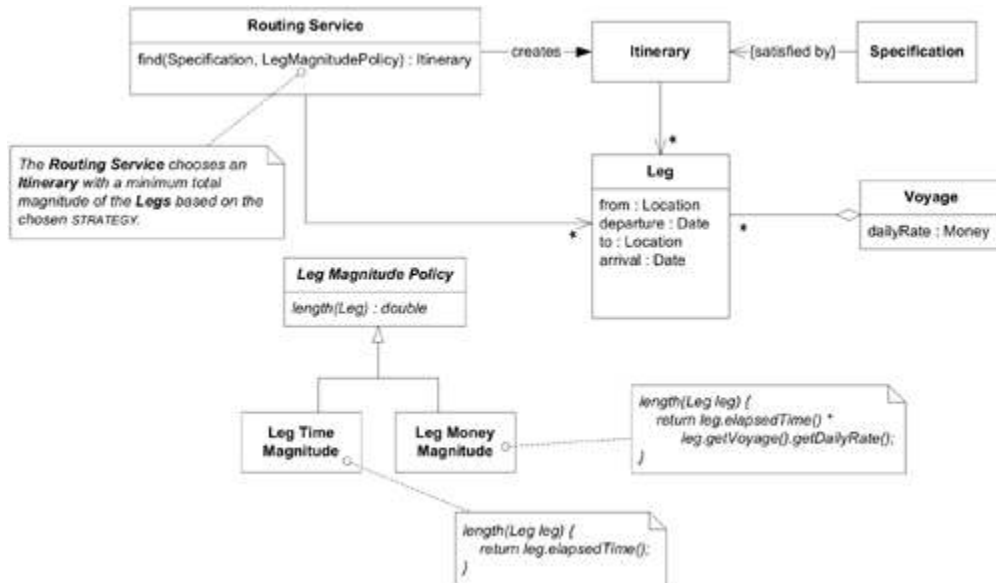 Routing Service
find(Specification, LegMagnitudePolicy) : Itinerary
creates
Itinerary
{satisfied by}
Specification
The Routing Service chooses an
Itinerary with a minimum total
magnitude of the Legs based on the
chosen STRATEGY.
*
Leg
from : Location
departure : Date
to : Location
arrival : Date
*
*
Voyage
dailyRate : Money
Leg Magnitude Policy
length(Leg) : double
Leg Time
Magnitude
Leg Money
Magnitude
length(Leg leg) {
return leg.elapsedTime() *
leg.getVoyage().getDailyRate();
}
length(Leg leg) {
return leg.elapsedTime();
}